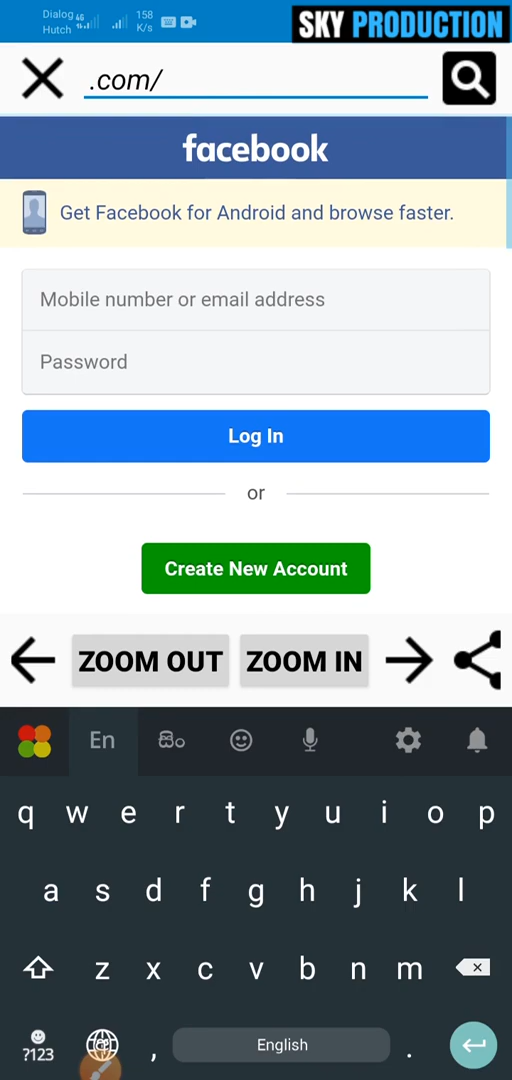 Dialog 4G
Hutch
158
K/s
SKY PRODUCTION
.com/
facebook
Get Facebook for Android and browse faster.
Mobile number or email address
Password
Log In
or
Create New Account
ZOOM OUT ZOOM IN
En සිං
q w e r t y u i o p
a s d f g h j k l
z x c v b n m
?123 , English .